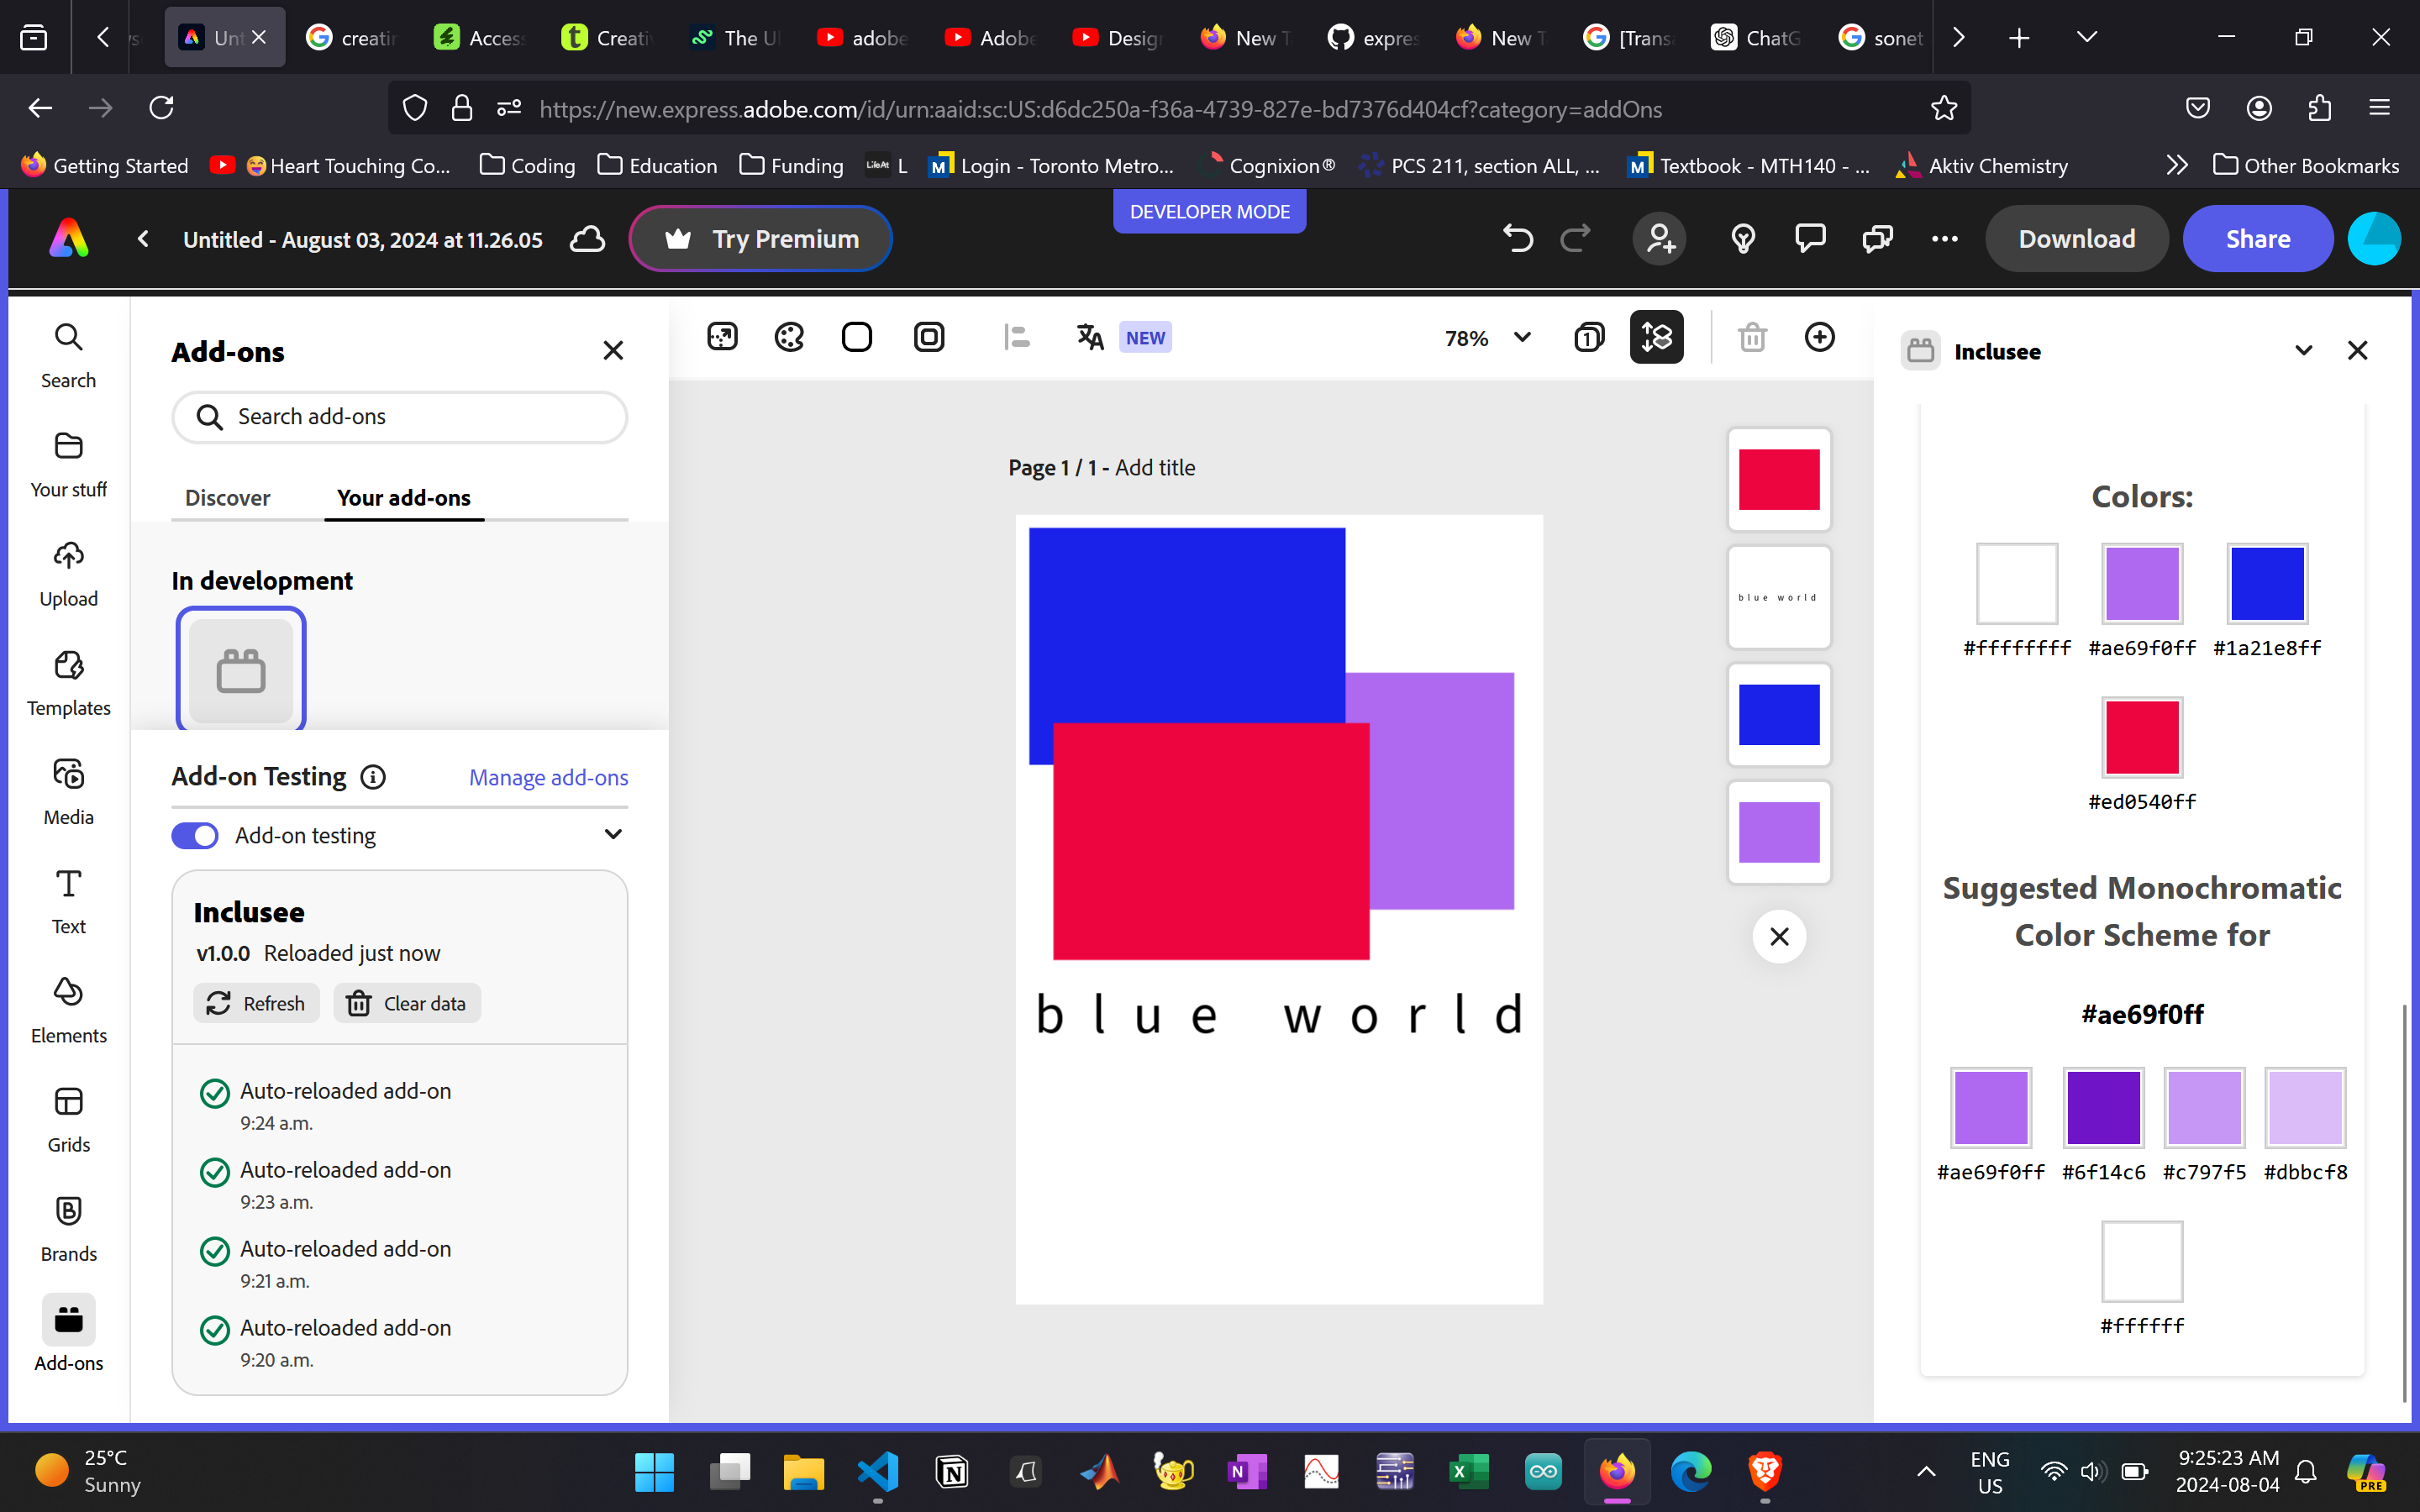 Unt
creatin
Access
Creativ
The Ul
adobe
Adobe
Design
New T
expres
New T
[Transa
ChatG
sonet
https://new.express.adobe.com/id/urn:aaid:sc:US:d6dc250a-f36a-4739-827e-bd7376d404cf?category=addOns
Getting Started
Heart Touching Co...
Coding
Education
Funding
L
Login - Toronto Metro...
Cognixion®
PCS 211, section ALL, ...
Textbook - MTH140 - ...
Aktiv Chemistry
Other Bookmarks
Untitled - August 03, 2024 at 11.26.05
Try Premium
DEVELOPER MODE
Download
Share
Search
Your stuff
Upload
Templates
Media
Text
Elements
Grids
Brands
Add-ons
Add-ons
Search add-ons
Discover
Your add-ons
In development
Add-on Testing
Manage add-ons
Add-on testing
Inclusee
v1.0.0 Reloaded just now
Refresh
Clear data
Auto-reloaded add-on
9:24 a.m.
Auto-reloaded add-on
9:23 a.m.
Auto-reloaded add-on
9:21 a.m.
Auto-reloaded add-on
9:20 a.m.
NEW
78%
1
Page 1 / 1 - Add title
blue world
blue world
Inclusee
Colors:
#ffffffff #ae69f0ff #1a21e8ff
#ed0540ff
Suggested Monochromatic
Color Scheme for
#ae69f0ff
#ae69f0ff #6f14c6 #c797f5 #dbbcf8
#ffffff
25°C
Sunny
ENG
US
9:25:23 AM
2024-08-04
PRE